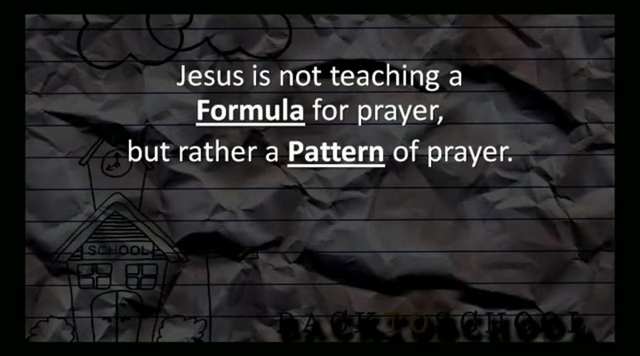 Jesus is not teaching a
Formula for prayer,
but rather a Pattern of prayer.
SCHOOL
BACK TO SCHOOL